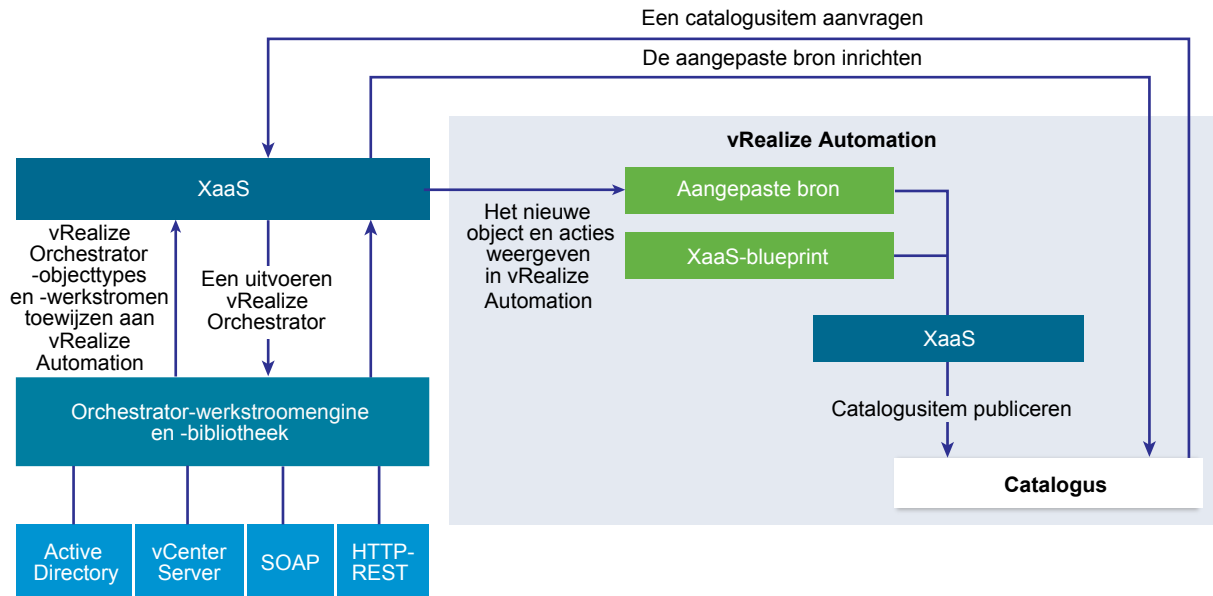 Een catalogusitem aanvragen
De aangepaste bron inrichten
vRealize Automation
XaaS
Aangepaste bron
Het nieuwe
object en acties
weergeven
in vRealize
Automation
XaaS-blueprint
vRealize
Orchestrator
-objecttypes
en -werkstromen
toewijzen aan
vRealize
Automation
Een uitvoeren
vRealize
Orchestrator
XaaS
Orchestrator-werkstroomengine
en -bibliotheek
Catalogusitem publiceren
Catalogus
Active
Directory
vCenter
Server
SOAP
HTTP-
REST